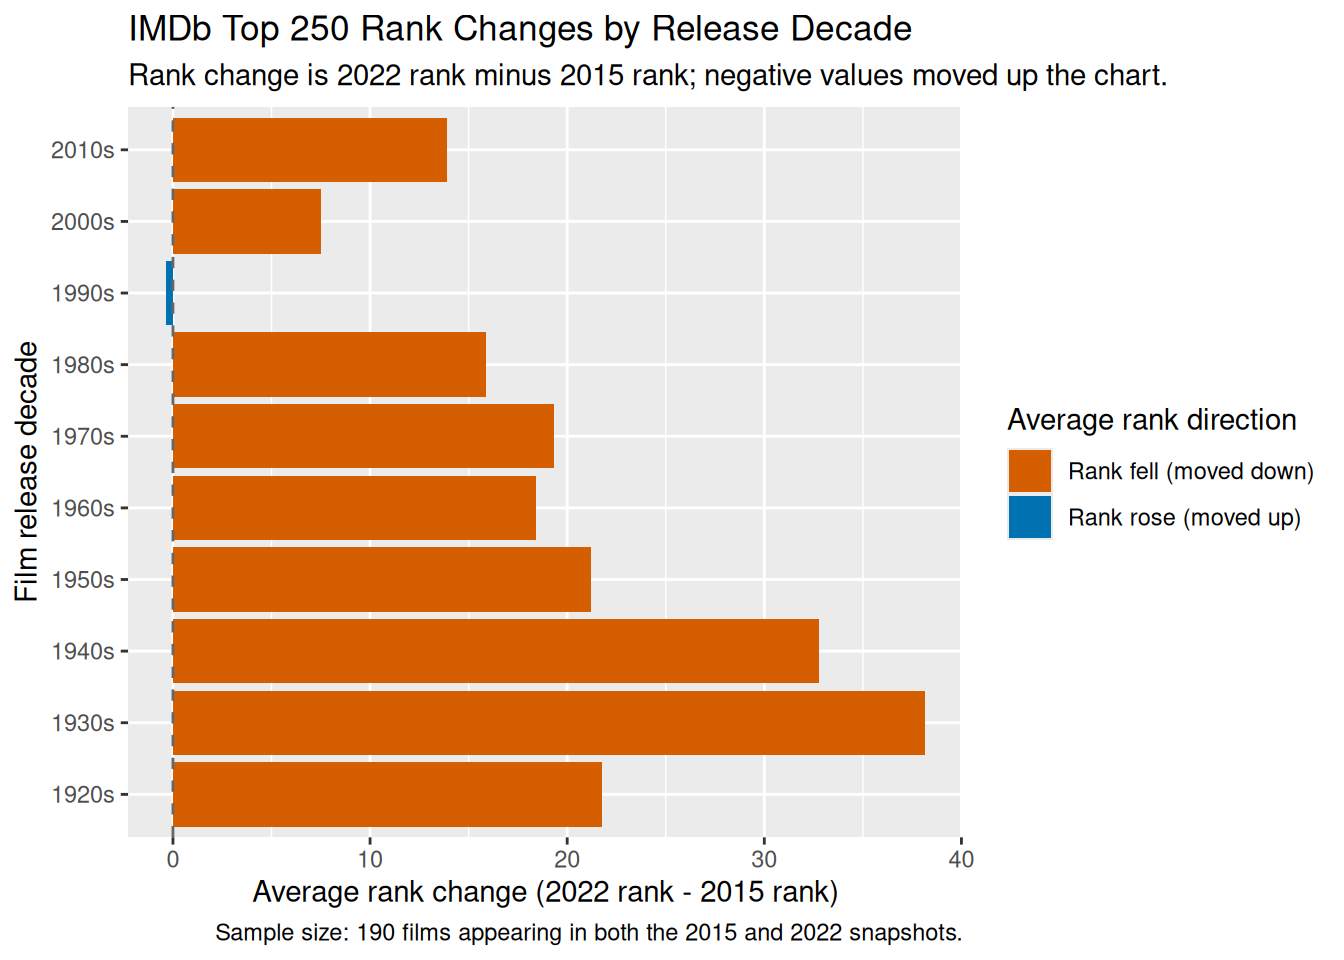 IMDb Top 250 Rank Changes by Release Decade
Rank change is 2022 rank minus 2015 rank; negative values moved up the chart.
2010s
2000s
1990s
1980s
1970s
1960s
1950s
1940s
1930s
1920s
Film release decade
0 10 20 30 40
Average rank change (2022 rank - 2015 rank)
Average rank direction
Rank fell (moved down)
Rank rose (moved up)
Sample size: 190 films appearing in both the 2015 and 2022 snapshots.